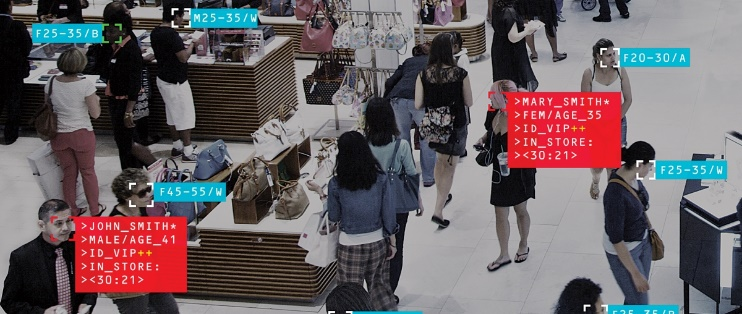 M25-35/W
F25-35/B
F20-30/A
>MARY_SMITH*
>FEM/AGE_35
>ID_VIP++
>IN_STORE:
><30:21>
F25-35/W
F45-55/W
>JOHN_SMITH*
>MALE/AGE_41
>ID_VIP++
>IN_STORE:
><30:21>